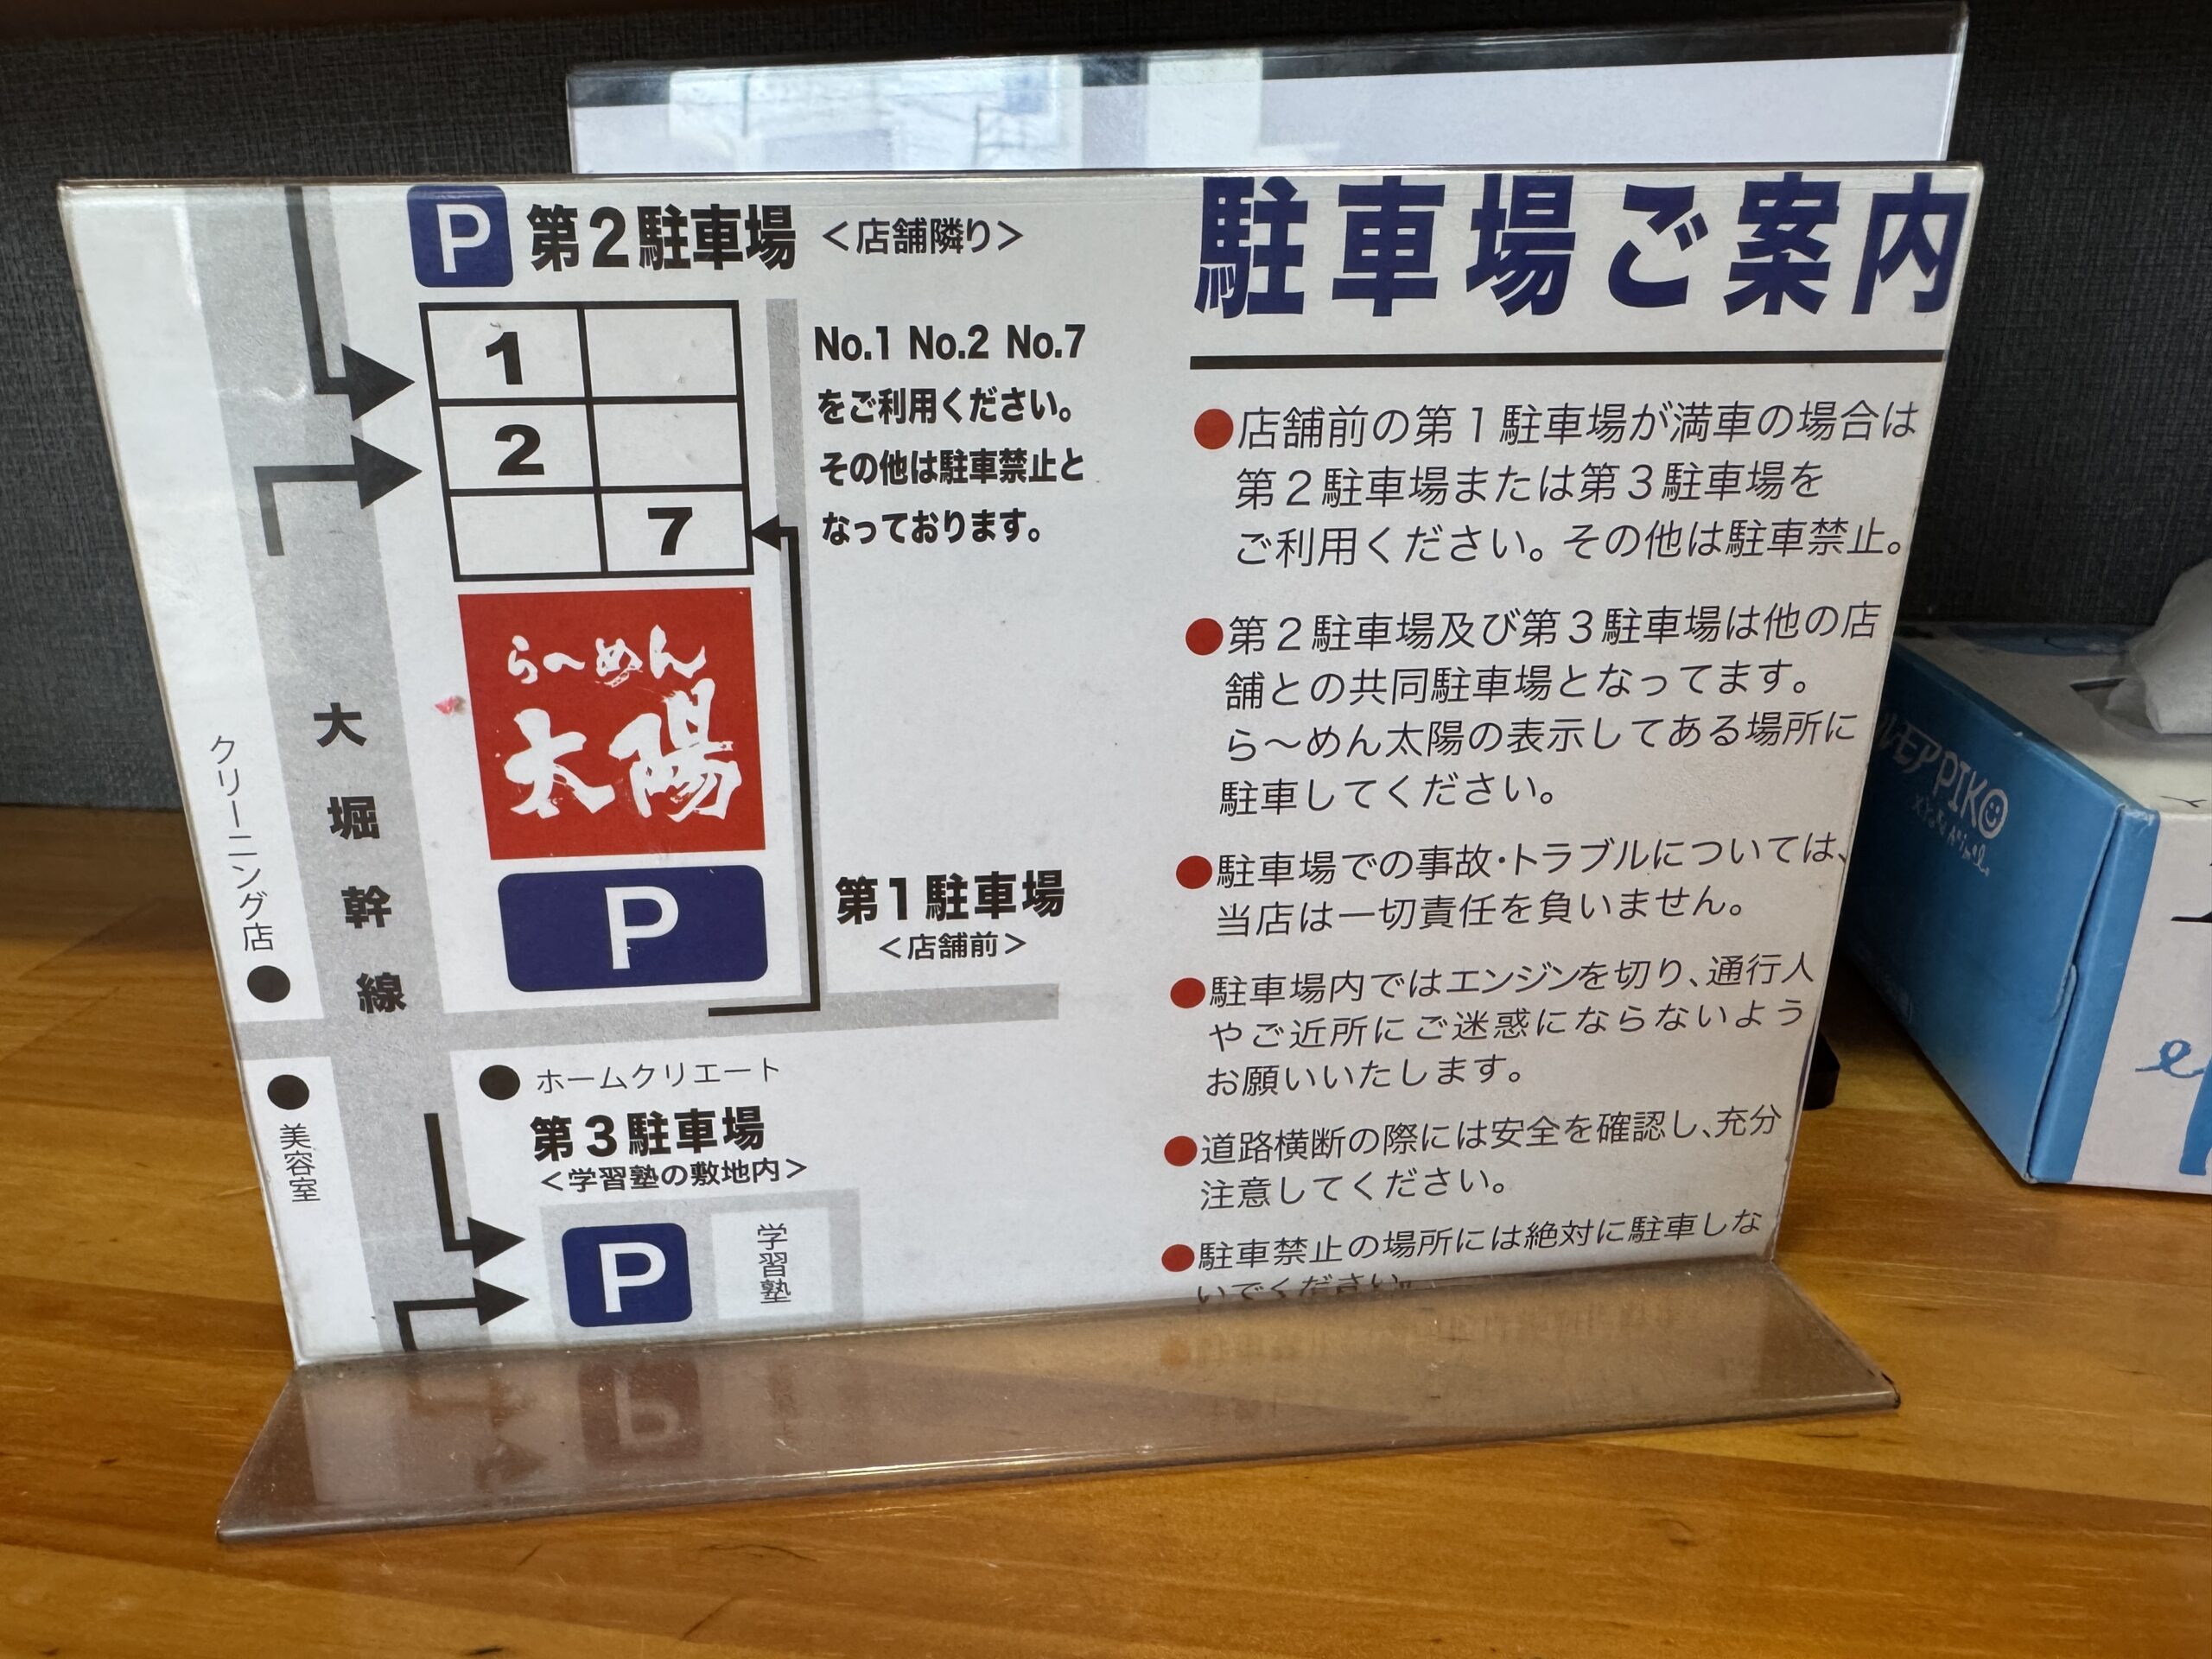 P 第2駐車場 <店舗隣り>
1
2
7
No.1 No.2 No.7
をご利用ください。
その他は駐車禁止と
なっております。
らーめん
太陽
P
第1駐車場
<店舗前>
大堀幹線
クリーニング店
美容室
ホームクリエート
第3駐車場
<学習塾の敷地内>
P
学習塾
駐車場ご案内
●店舗前の第1駐車場が満車の場合は
第2駐車場または第3駐車場を
ご利用ください。その他は駐車禁止。
●第2駐車場及び第3駐車場は他の店
舗との共同駐車場となってます。
ら〜めん太陽の表示してある場所に
駐車してください。
●駐車場での事故・トラブルについては、
当店は一切責任を負いません。
●駐車場内ではエンジンを切り、通行人
やご近所にご迷惑にならないよう
お願いいたします。
●道路横断の際には安全を確認し、充分
注意してください。
●駐車禁止の場所には絶対に駐車しな
いでください。
ルモア PIKO